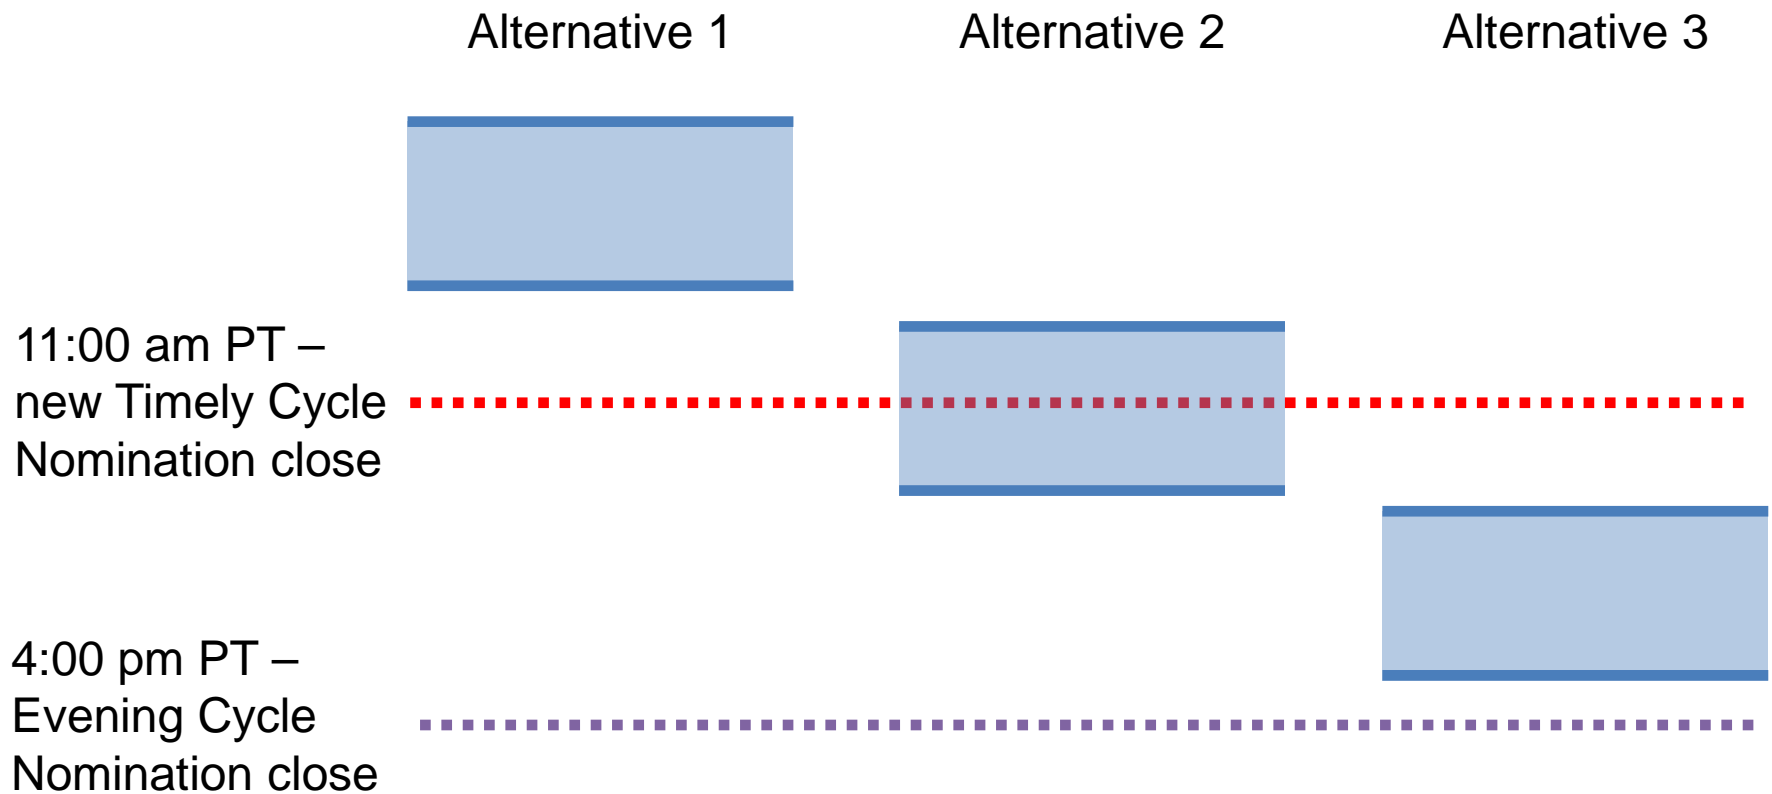 Alternative 1 Alternative 2 Alternative 3
11:00 am PT –
new Timely Cycle
Nomination close
4:00 pm PT –
Evening Cycle
Nomination close